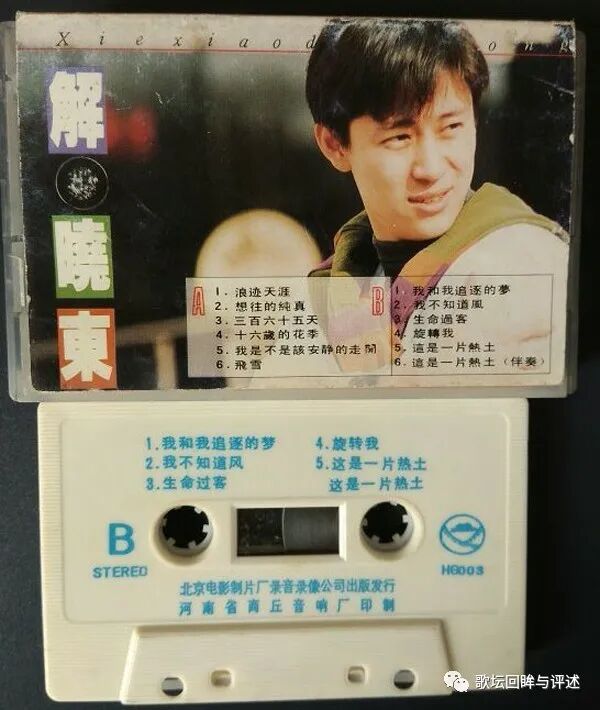 Xiexiaod ong
解
曉
東
A
1. 浪迹天涯
2. 想往的純真
3. 三百六十五天
4. 十六歲的花季
5. 我是不是該安静的走開
6. 飛雪
B
1. 我和我追逐的夢
2. 我不知道風
3. 生命過客
4. 旋轉我
5. 這是一片熱土
6. 這是一片熱土(伴奏)
1.我和我追逐的梦
2.我不知道风
3.生命过客
4.旋转我
5.这是一片热土
这是一片热土
B
STEREO
HG003
北京电影制片厂录音录像公司出版发行
河南省商丘音响厂印制
歌坛回眸与评述